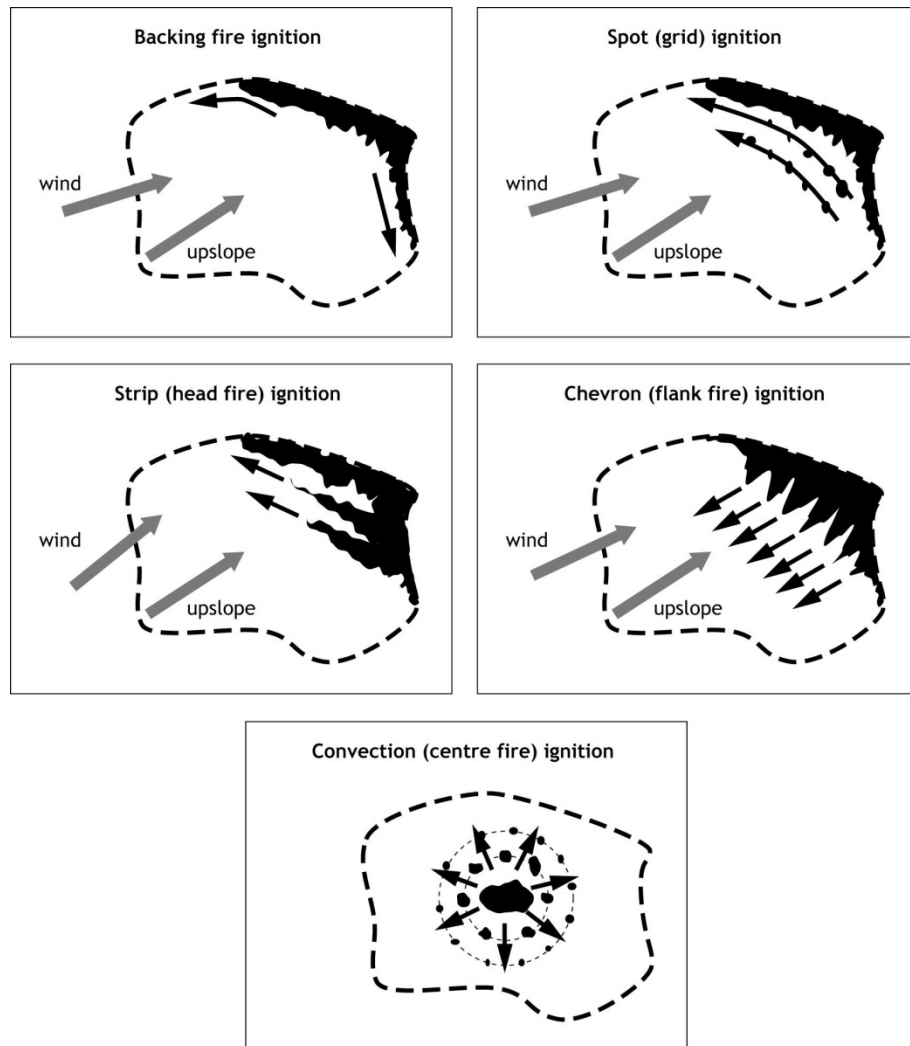 Backing fire ignition
wind
upslope
Spot (grid) ignition
wind
upslope
Strip (head fire) ignition
wind
upslope
Chevron (flank fire) ignition
wind
upslope
Convection (centre fire) ignition